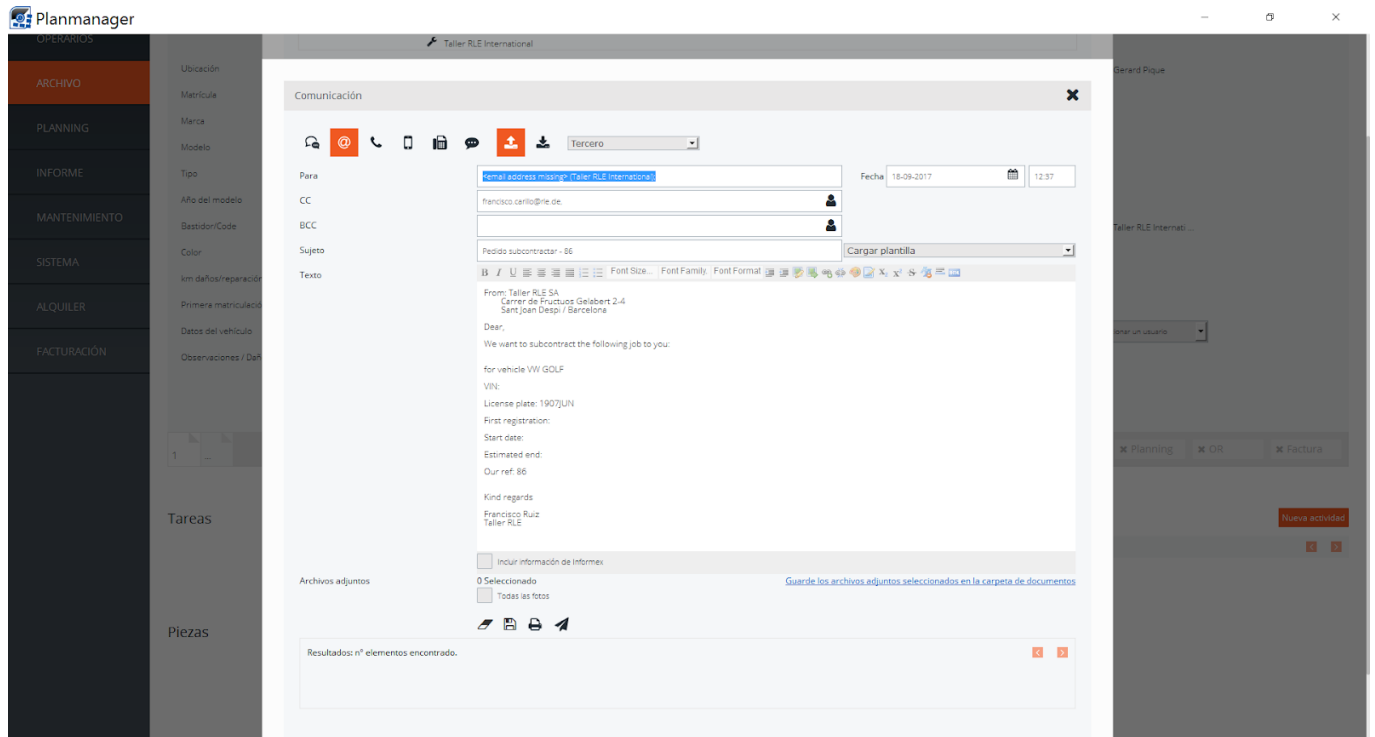 Planmanager
OPERARIOS
ARCHIVO
PLANNING
INFORME
MANTENIMIENTO
SISTEMA
ALQUILER
FACTURACIÓN
Taller RLE International
Ubicación
Matrícula
Marca
Modelo
Tipo
Año del modelo
Bastidor/Code
Color
km daños/reparación
Primera matriculació
Datos del vehículo
Observaciones / Dañ
Gerard Pique
Taller RLE Internati ...
ionar un usuario
1
...
Planning
OR
Factura
Tareas
Nueva actividad
Piezas
Comunicación
Tercero
Para
<email address missing> (Taller RLE International);
Fecha
18-09-2017
12:37
CC
francisco.carillo@rle.de,
BCC
Sujeto
Pedido subcontractar - 86
Cargar plantilla
Texto
B I U Font Size... Font Family. Font Format
From: Taller RLE SA
Carrer de Fructuos Gelabert 2-4
Sant Joan Despi / Barcelona
Dear,
We want to subcontract the following job to you:
for vehicle VW GOLF
VIN:
License plate: 1907JUN
First registration:
Start date:
Estimated end:
Our ref: 86
Kind regards
Francisco Ruiz
Taller RLE
Incluir información de Informex
Archivos adjuntos
0 Seleccionado
Guarde los archivos adjuntos seleccionados en la carpeta de documentos
Todas las fotos
Resultados: nº elementos encontrado.